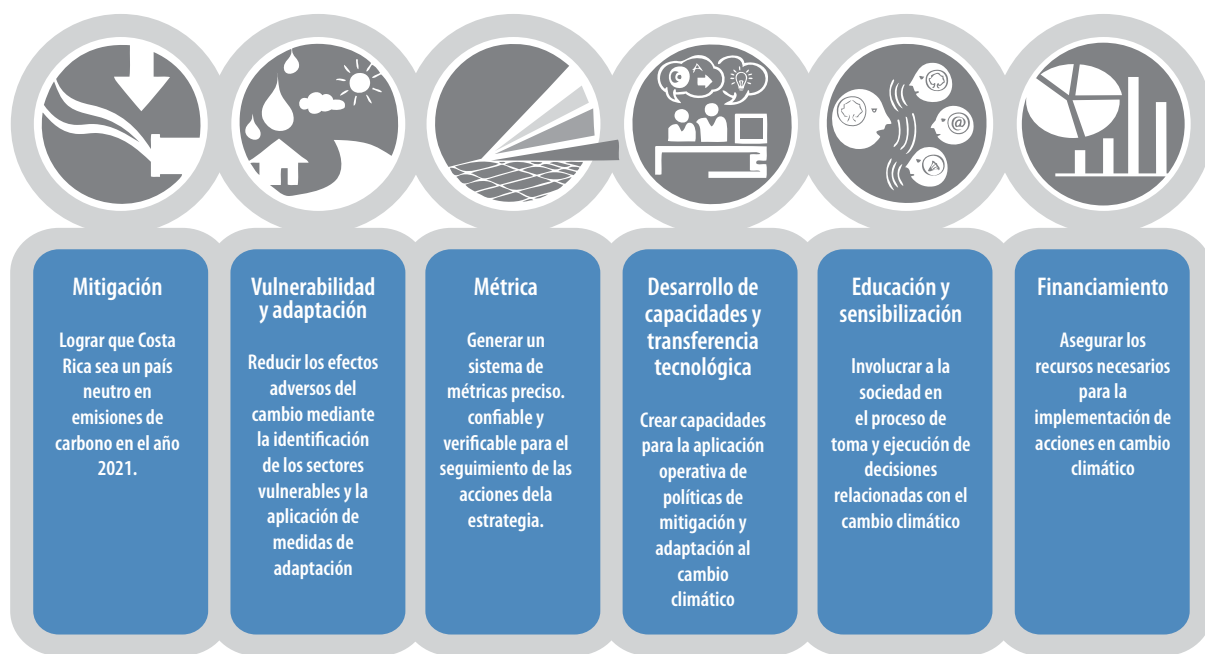 A
@
Mitigación
Lograr que Costa
Rica sea un país
neutro en
emisiones de
carbono en el año
2021.
Vulnerabilidad
y adaptación
Reducir los efectos
adversos del
cambio mediante
la identificación
de los sectores
vulnerables y la
aplicación de
medidas de
adaptación
Métrica
Generar un
sistema de
métricas preciso.
confiable y
verificable para el
seguimiento de las
acciones dela
estrategia.
Desarrollo de
capacidades y
transferencia
tecnológica
Crear capacidades
para la aplicación
operativa de
políticas de
mitigación y
adaptación al
cambio
climático
Educación y
sensibilización
Involucrar a la
sociedad en
el proceso de
toma y ejecución de
decisiones
relacionadas con el
cambio climático
Financiamiento
Asegurar los
recursos necesarios
para la
implementación de
acciones en cambio
climático